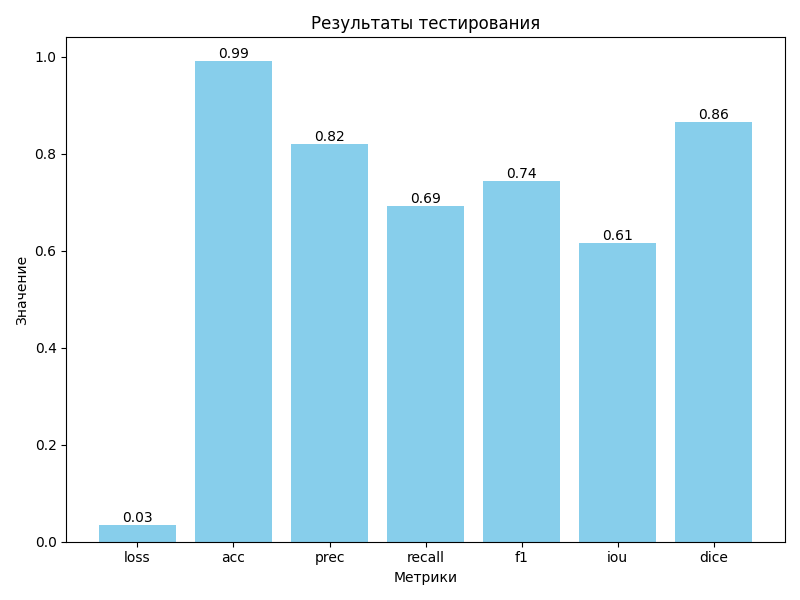 Результаты тестирования
Значение
1.0
0.8
0.6
0.4
0.2
0.0
0.03
0.99
0.82
0.69
0.74
0.61
0.86
loss
acc
prec
recall
f1
iou
dice
Метрики